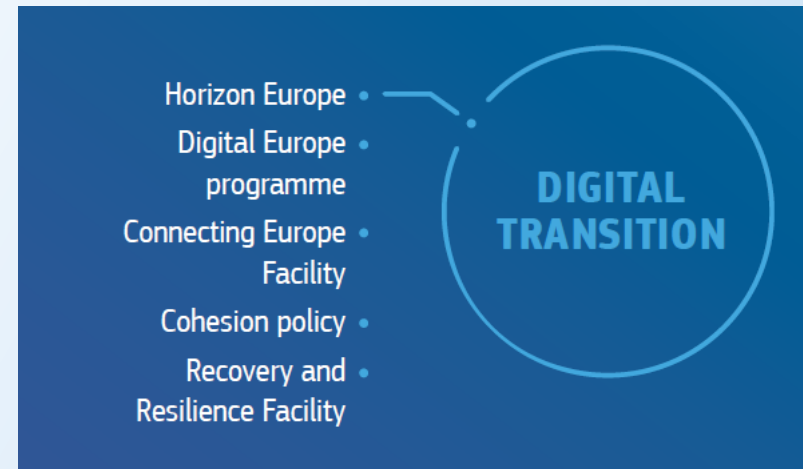 Horizon Europe
Digital Europe
programme
Connecting Europe
Facility
Cohesion policy
Recovery and
Resilience Facility
DIGITAL
TRANSITION